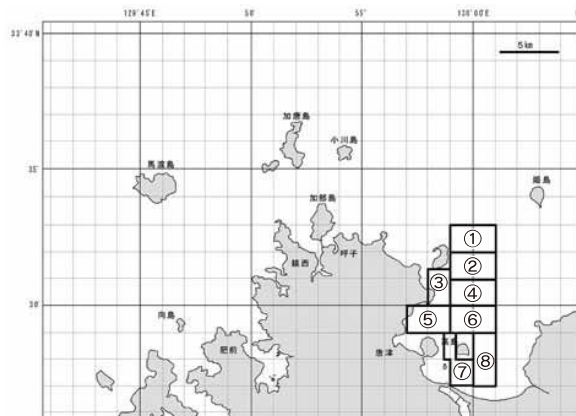 129°45'E
50'
55'
130°00'E
33°40'N
5km
加唐島
小川島
35'
馬渡島
姫島
加部島
呼子
鎮西
①
②
③
④
30'
⑤
⑥
向島
肥前
唐津
高島
⑦
⑧